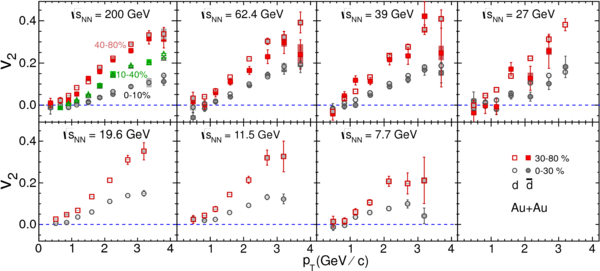 √sNN = 200 GeV √sNN = 62.4 GeV √sNN = 39 GeV √sNN = 27 GeV
0.4
40-80%
v2
0.2
10-40%
0-10%
0.0
√sNN = 19.6 GeV √sNN = 11.5 GeV √sNN = 7.7 GeV
0.4
30-80 %
0-30 %
v2
0.2
d d̄
Au+Au
0.0
0 1 2 3 4 1 2 3 4 1 2 3 4 1 2 3 4
pT(GeV/c)